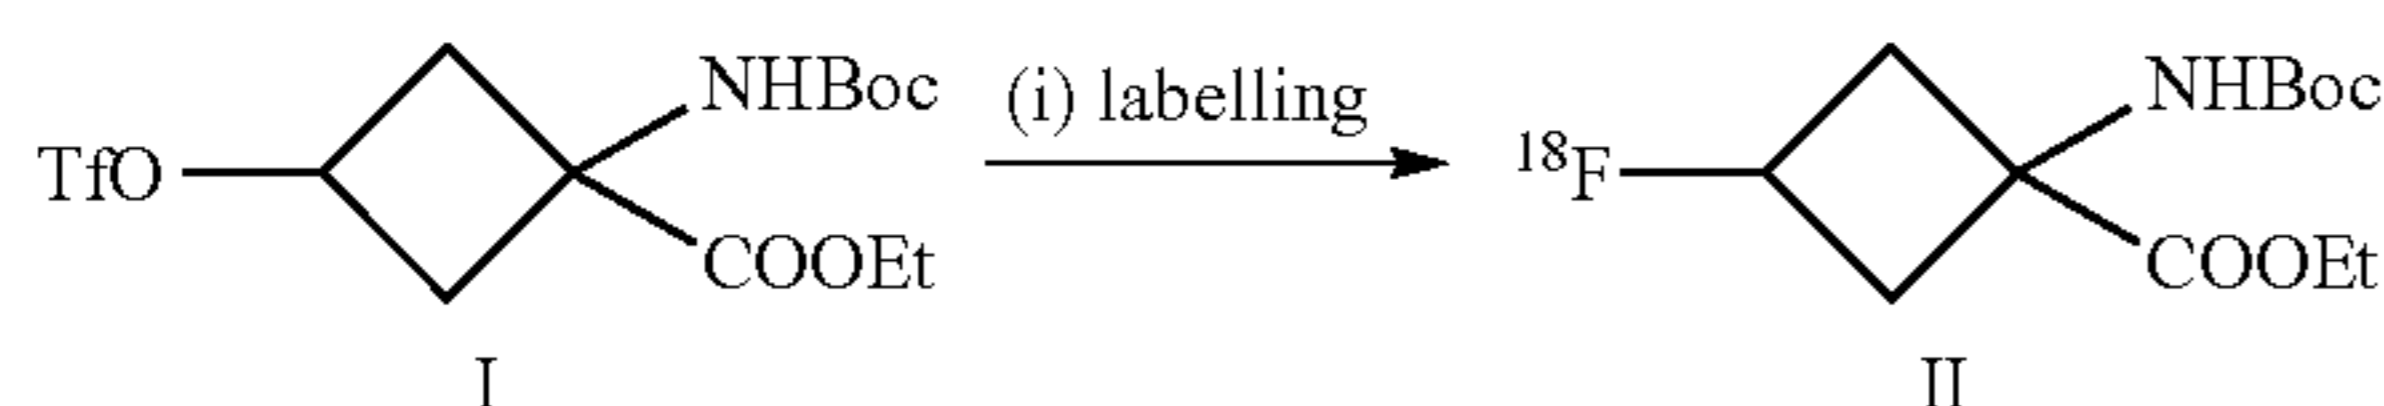 NHBoc (i) labelling NHBoc
TfO ¹⁸F
COOEt COOEt
I II